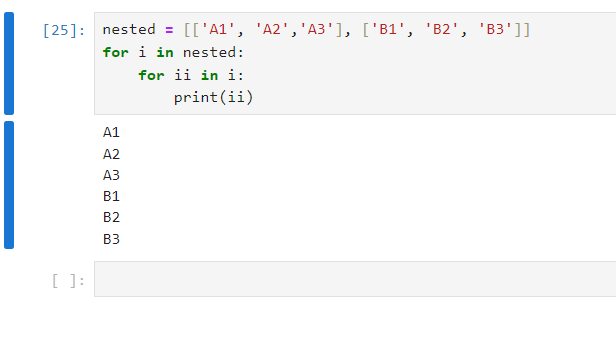 [25]: nested = [['A1', 'A2','A3'], ['B1', 'B2', 'B3']]
for i in nested:
    for ii in i:
        print(ii)
A1
A2
A3
B1
B2
B3
[ ]: